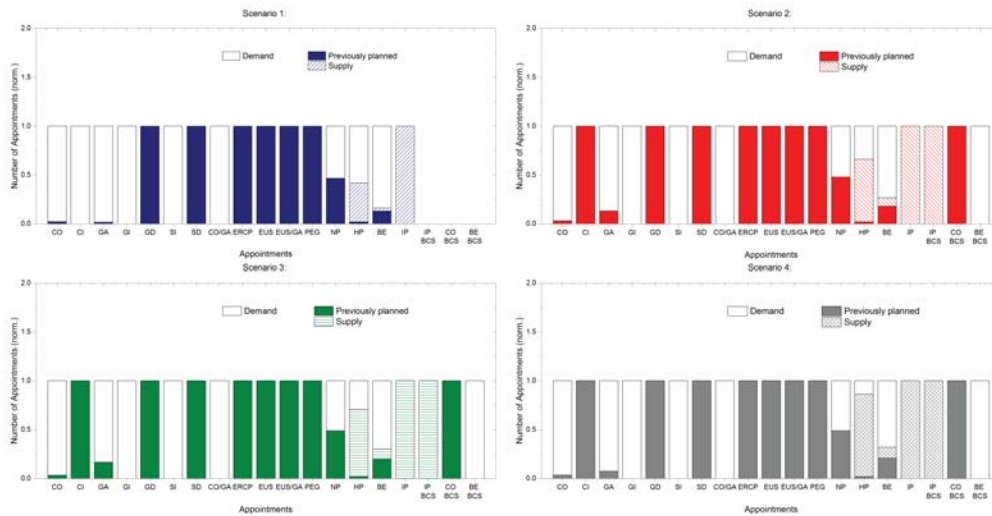 Scenario 1:
2.0
1.5
1.0
0.5
0.0
Number of Appointments (norm.)
Demand
Previously planned
Supply
CO CI GA GI GD SI SD CO/GA ERCP EUS EUS/GA PEG NP HP BE IP IP BCS CO BCS BE BCS
Appointments
Scenario 2:
2.0
1.5
1.0
0.5
0.0
Number of Appointments (norm.)
Demand
Previously planned
Supply
CO CI GA GI GD SI SD CO/GA ERCP EUS EUS/GA PEG NP HP BE IP IP BCS CO BCS BE BCS
Appointments
Scenario 3:
2.0
1.5
1.0
0.5
0.0
Number of Appointments (norm.)
Demand
Previously planned
Supply
CO CI GA GI GD SI SD CO/GA ERCP EUS EUS/GA PEG NP HP BE IP IP BCS CO BCS BE BCS
Appointments
Scenario 4:
2.0
1.5
1.0
0.5
0.0
Number of Appointments (norm.)
Demand
Previously planned
Supply
CO CI GA GI GD SI SD CO/GA ERCP EUS EUS/GA PEG NP HP BE IP IP BCS CO BCS BE BCS
Appointments